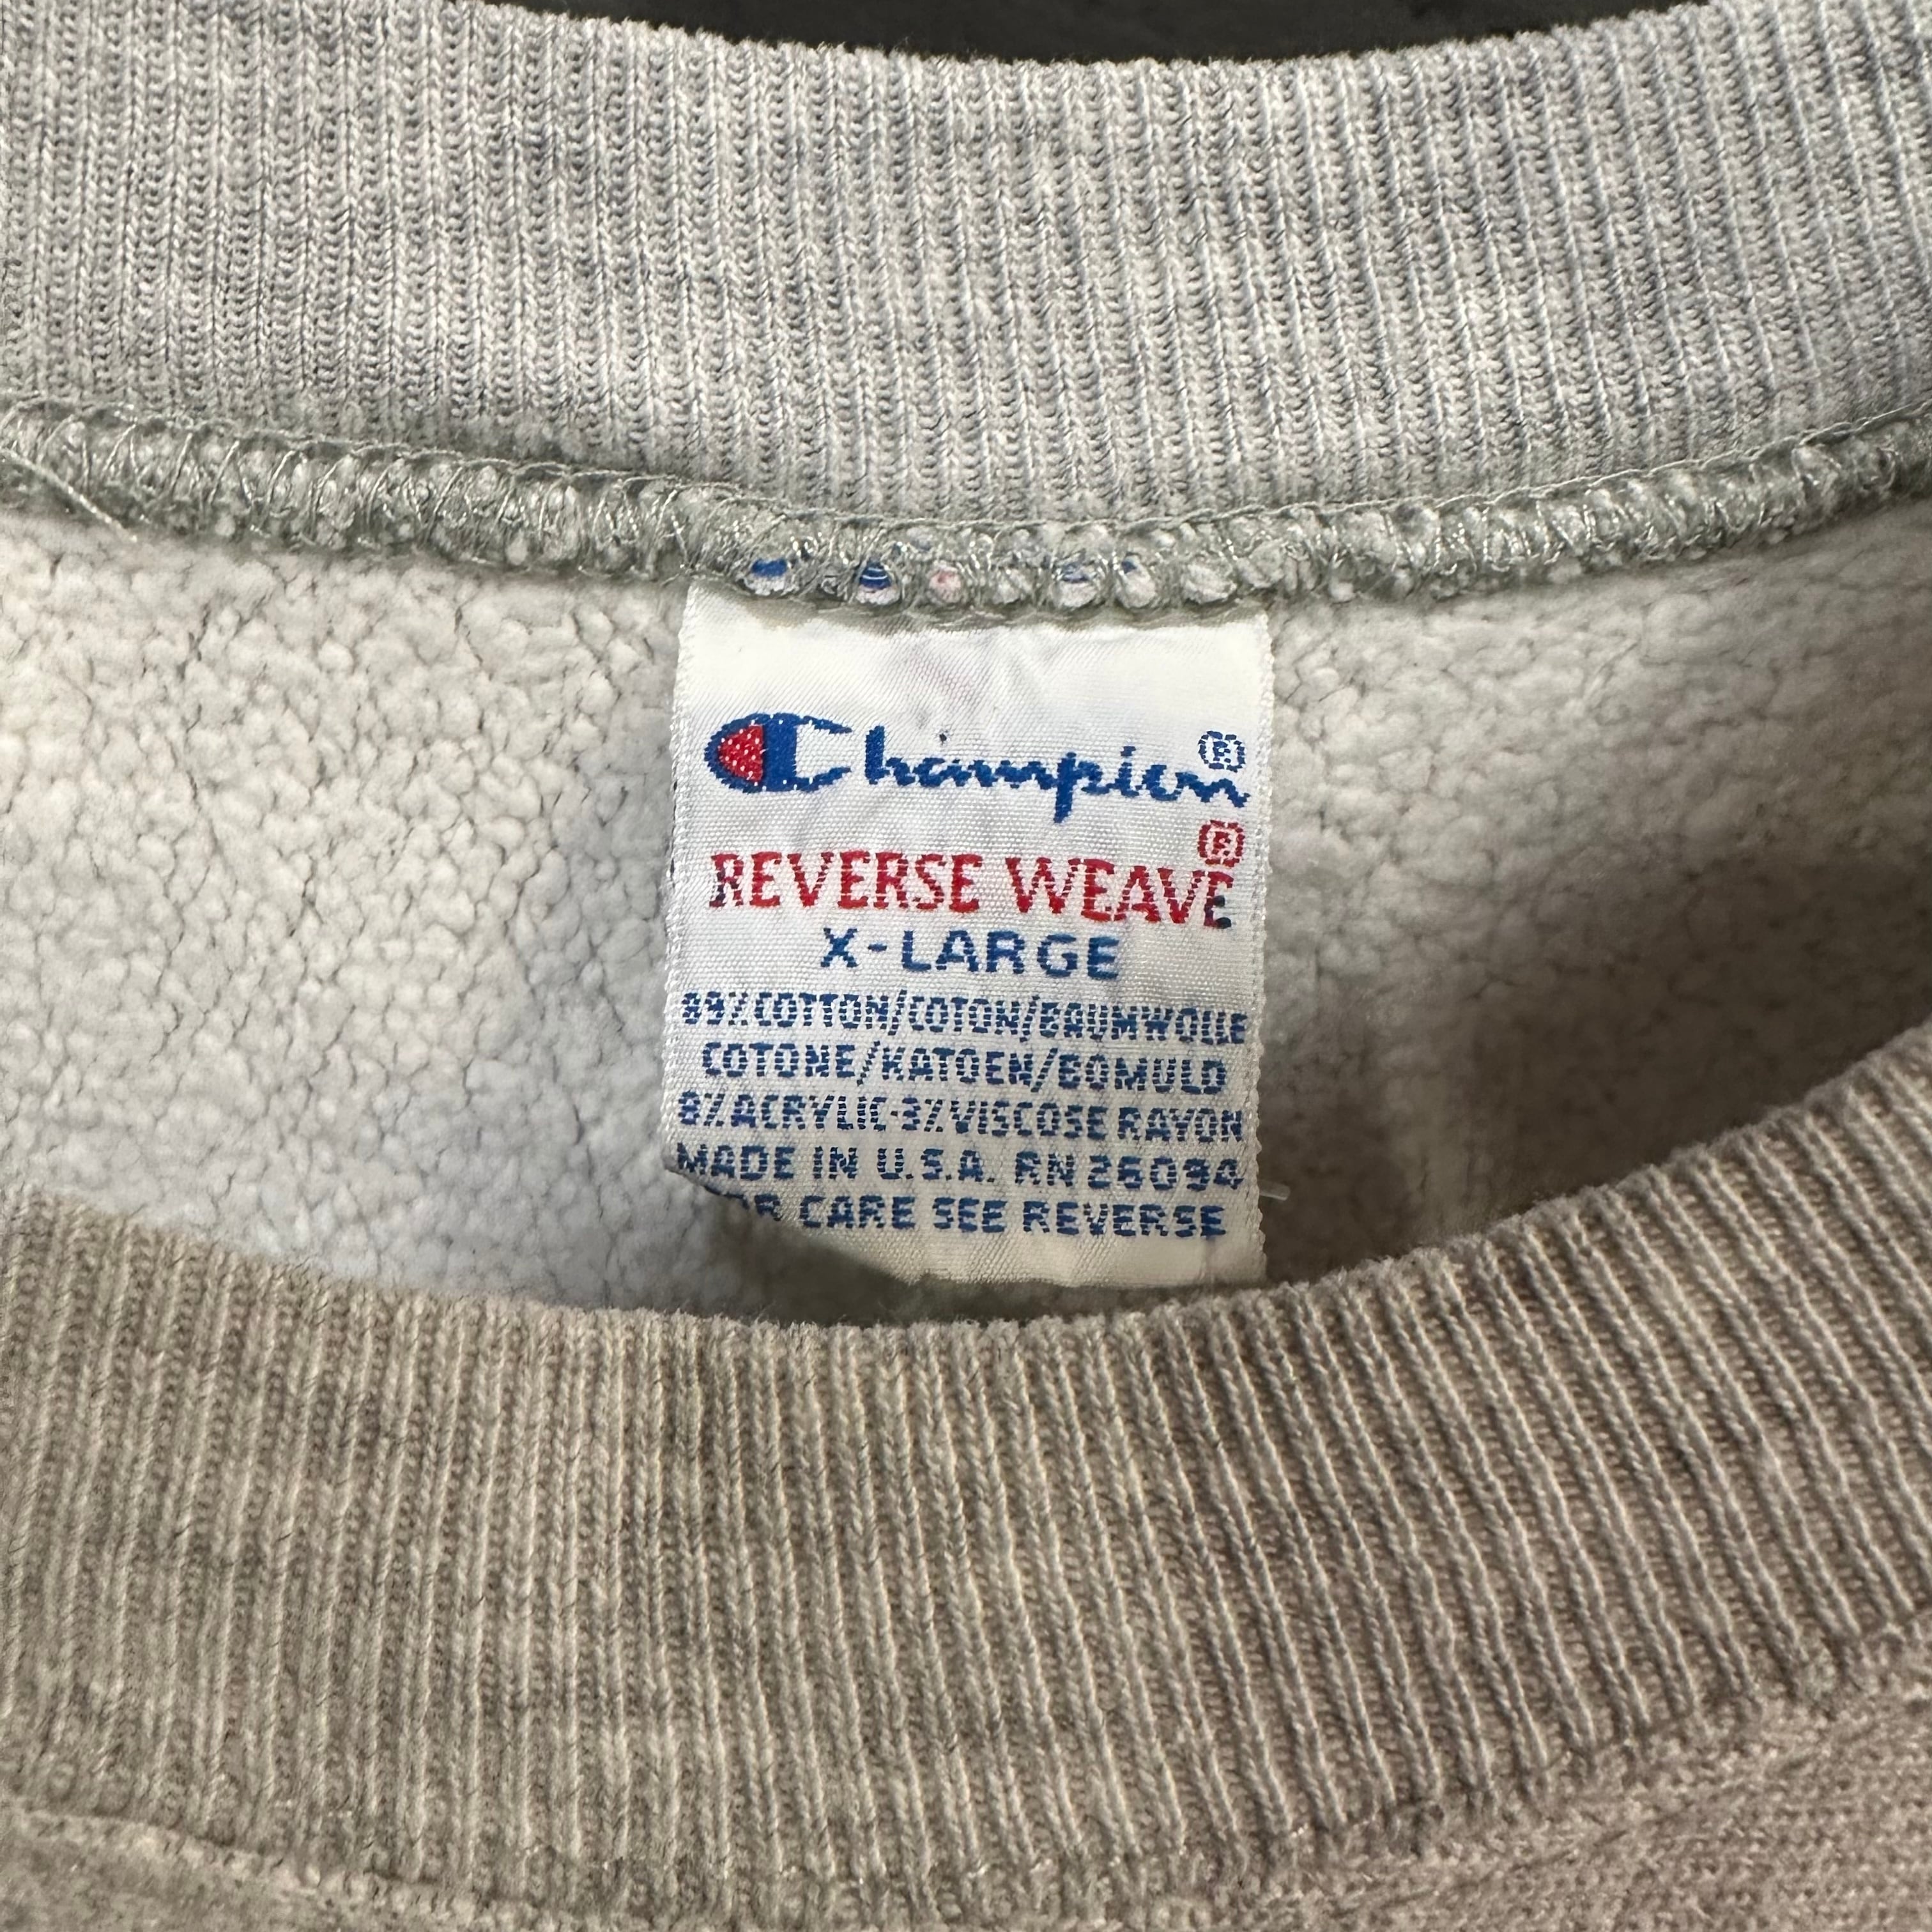 Champion®
REVERSE WEAVE®
X-LARGE
89% COTTON/COTON/BAUMWOLLE
COTONE/KATOEN/BOMULD
8% ACRYLIC-3% VISCOSE RAYON
MADE IN U.S.A. RN 26094
CARE SEE REVERSE